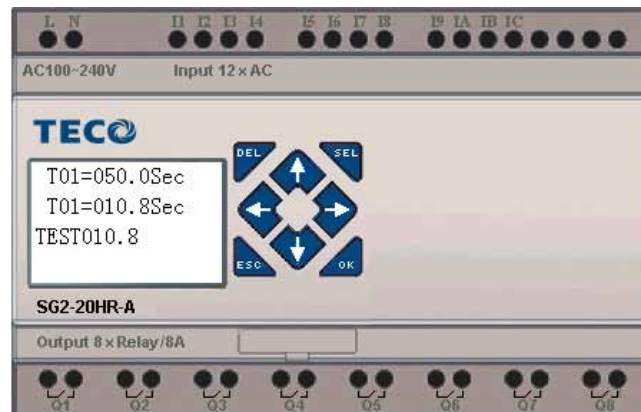 L N I1 I2 I3 I4 I5 I6 I7 I8 I9 IA IB IC
AC100~240V Input 12 x AC
TECO
DEL SEL
T01=050.0Sec
T01=010.8Sec
TEST010.8
ESC OK
SG2-20HR-A
Output 8 x Relay/8A
Q1 Q2 Q3 Q4 Q5 Q6 Q7 Q8